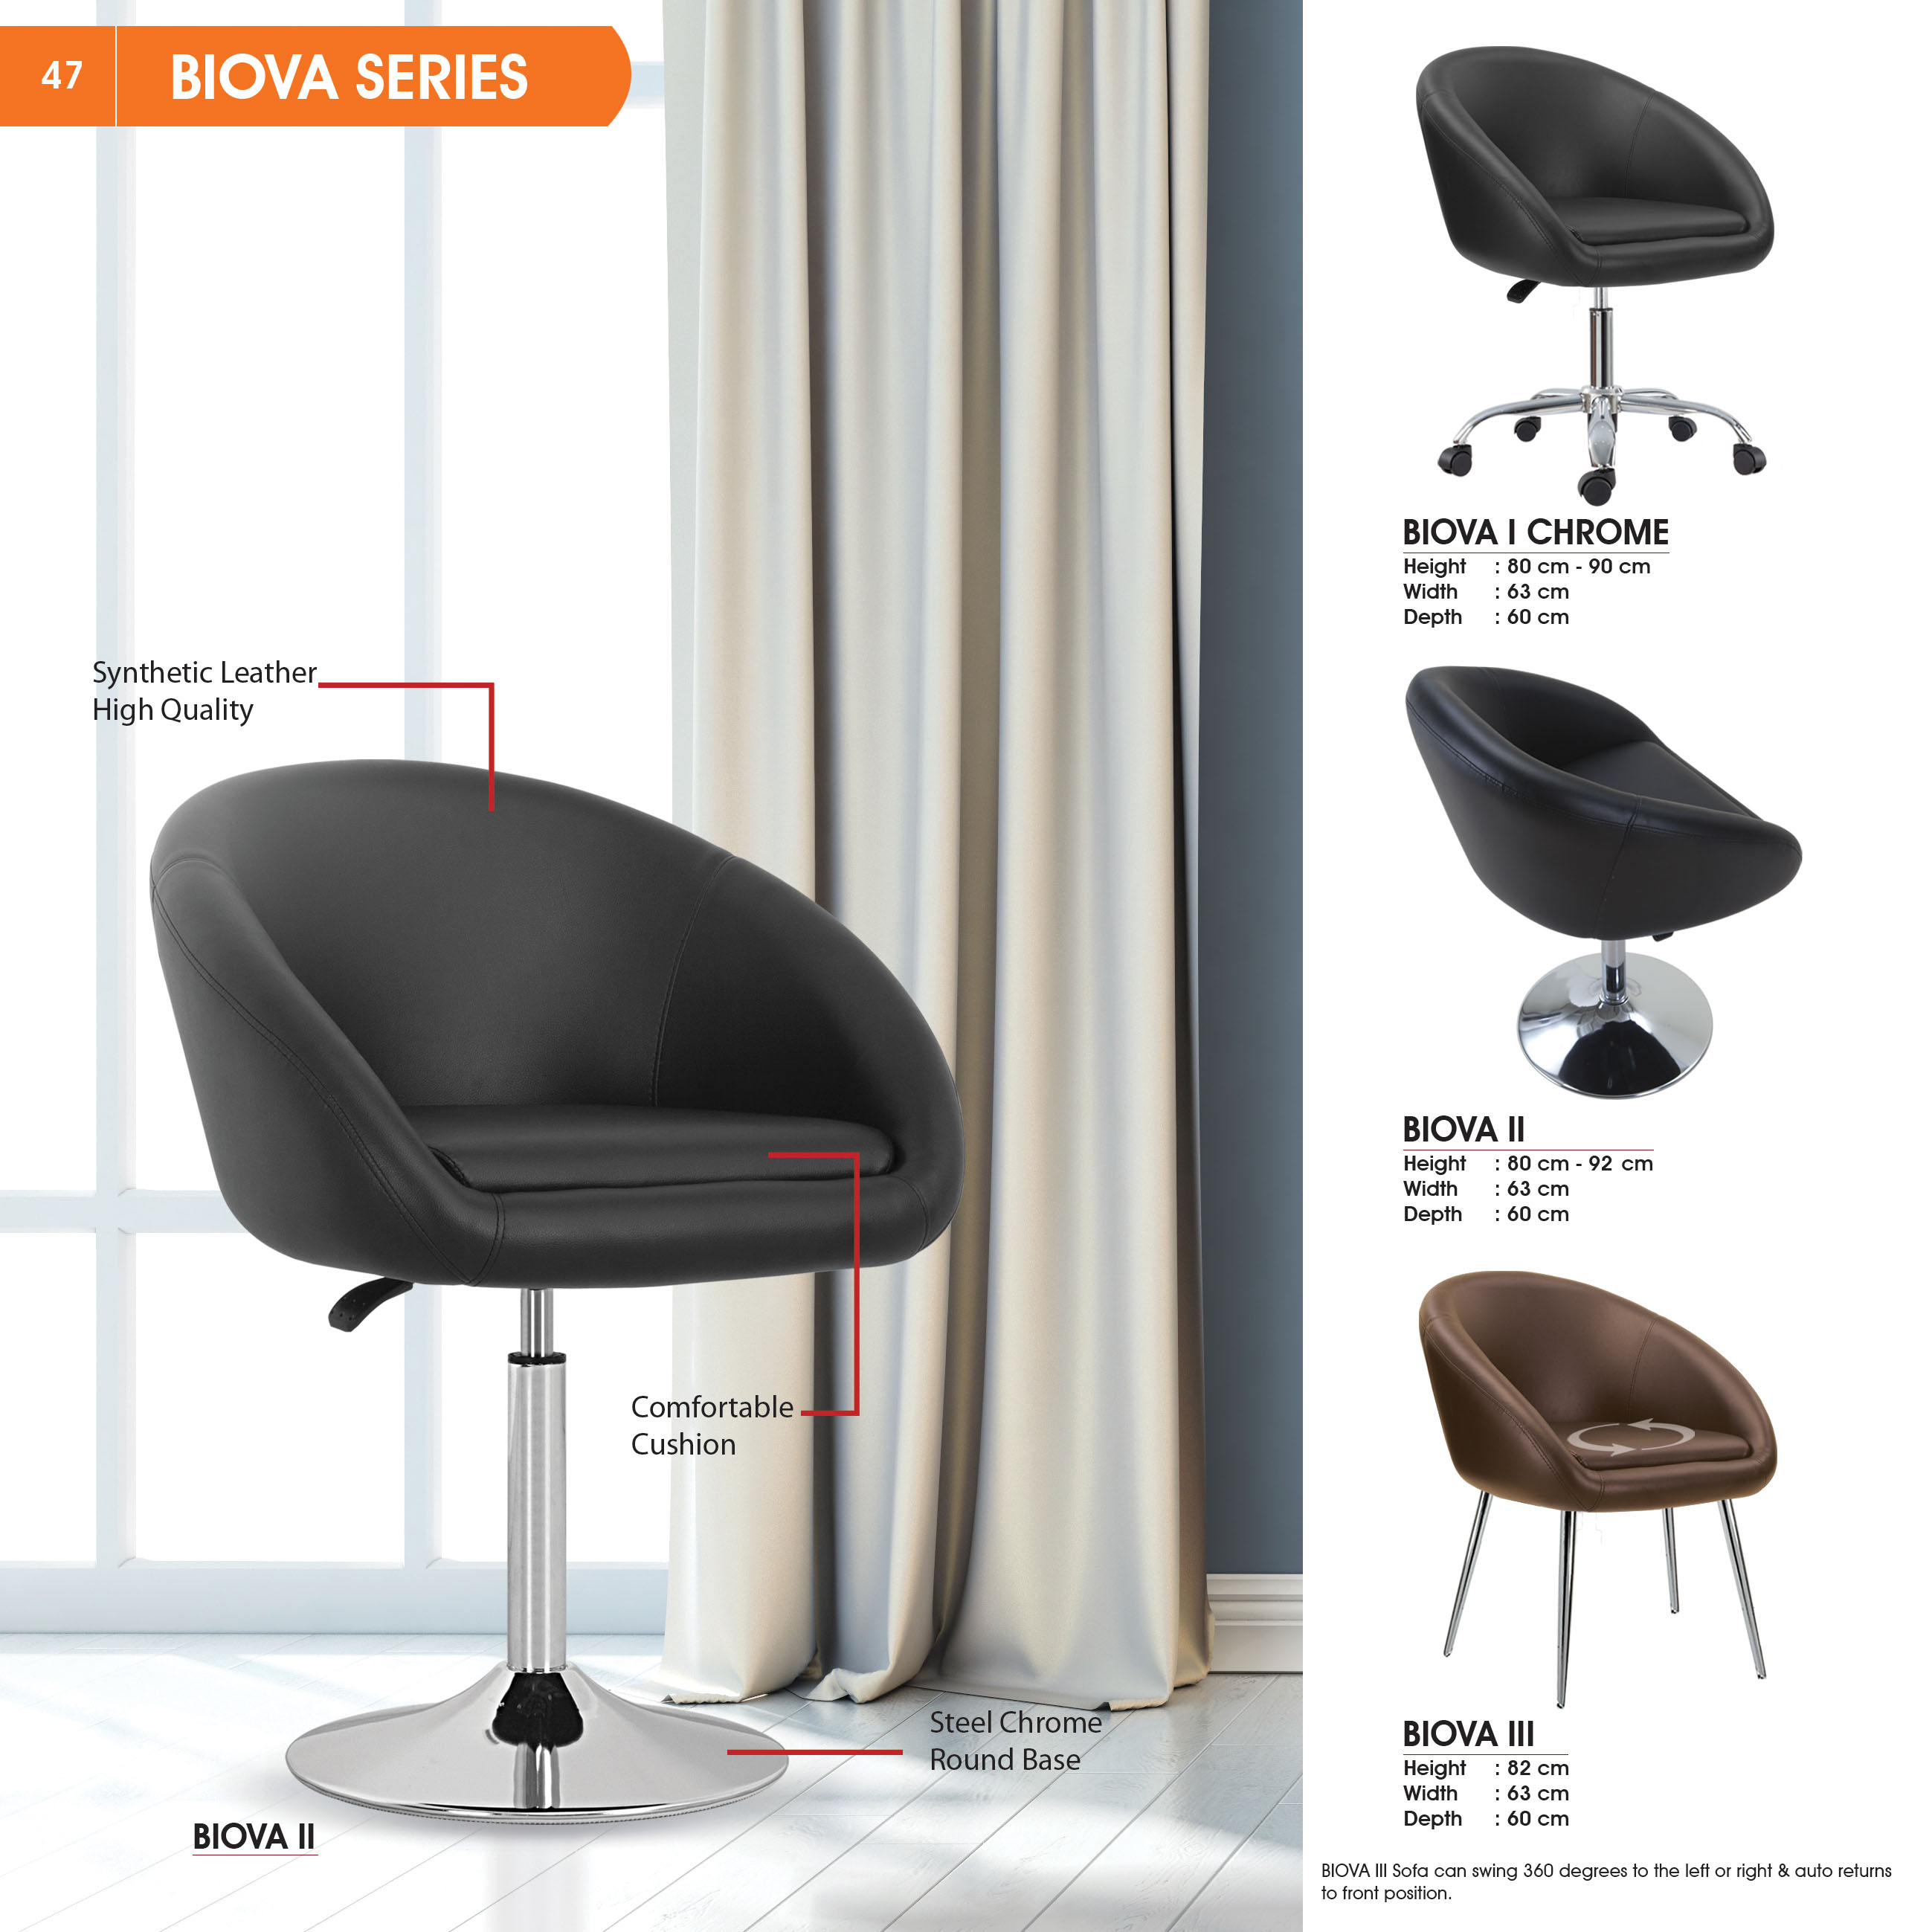 47
BIOVA SERIES
Synthetic Leather
High Quality
Comfortable
Cushion
Steel Chrome
Round Base
BIOVA II
BIOVA I CHROME
Height : 80 cm - 90 cm
Width : 63 cm
Depth : 60 cm
BIOVA II
Height : 80 cm - 92 cm
Width : 63 cm
Depth : 60 cm
BIOVA III
Height : 82 cm
Width : 63 cm
Depth : 60 cm
BIOVA III Sofa can swing 360 degrees to the left or right & auto returns
to front position.